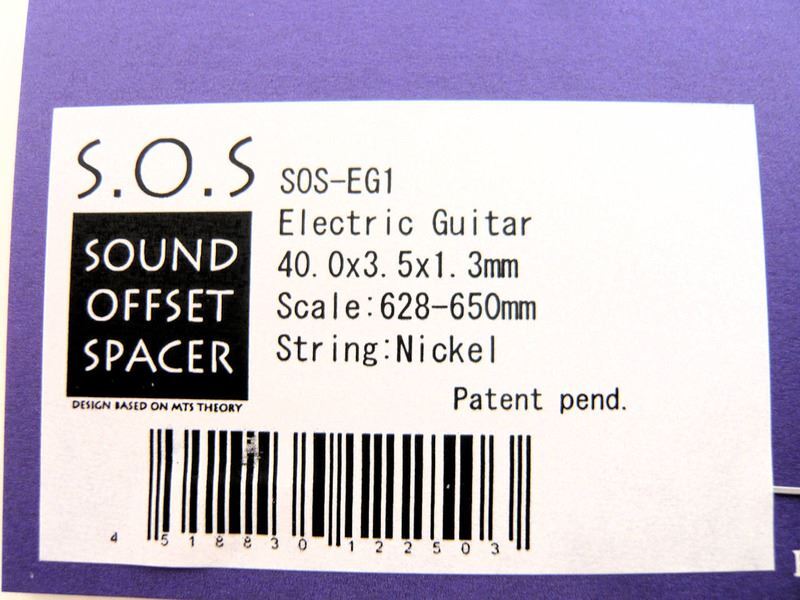 S.O.S
SOUND
OFFSET
SPACER
DESIGN BASED ON MTS THEORY
SOS-EG1
Electric Guitar
40.0x3.5x1.3mm
Scale:628-650mm
String:Nickel
Patent pend.
4 518830 122503